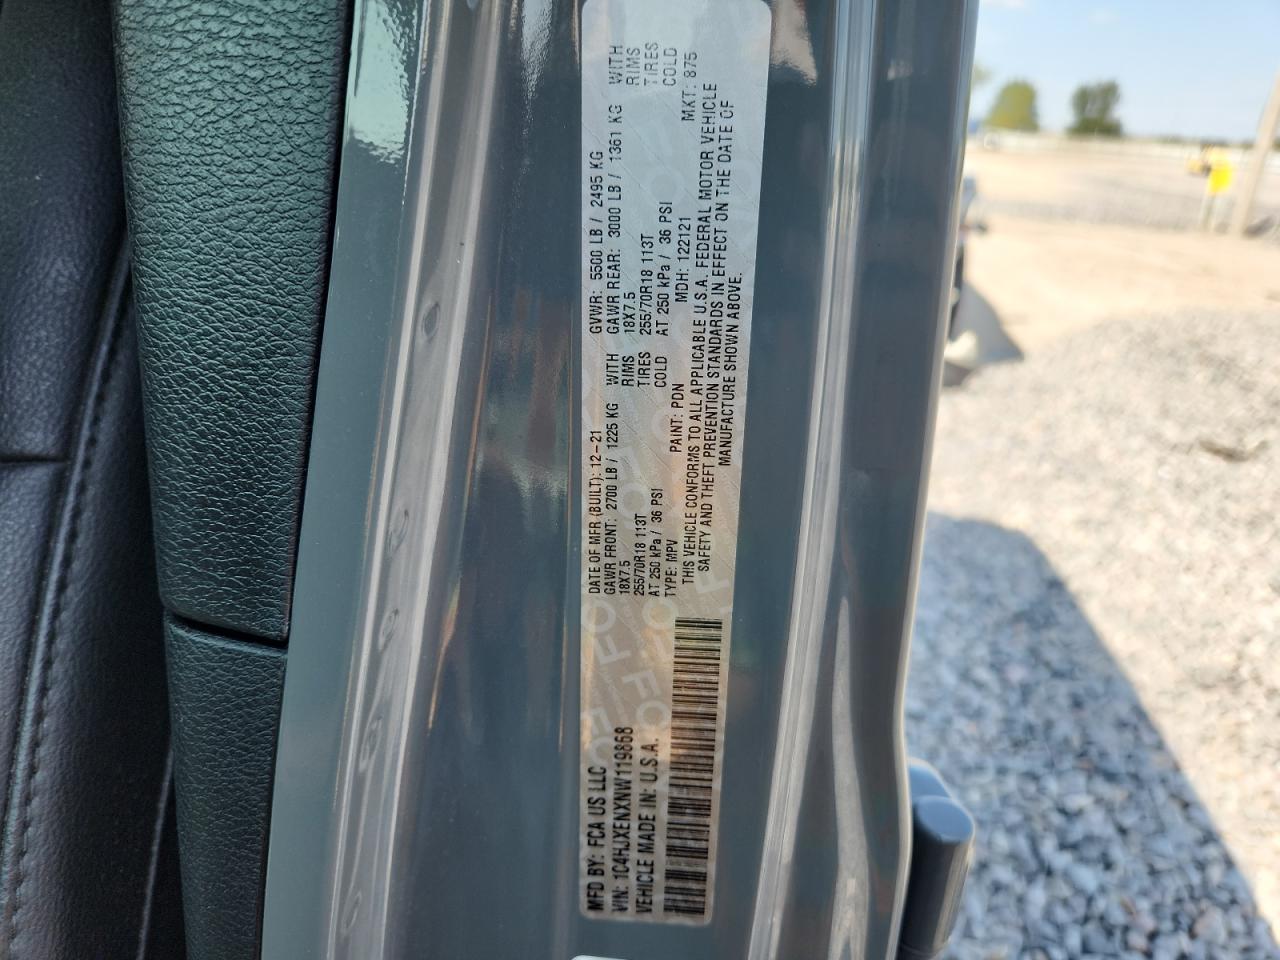 MFD BY: FCA US LLC
DATE OF MFR (BUILT): 12-21
GVWR: 5500 LB / 2495 KG
VIN: 1C4HJXENXNW119868
GAWR FRONT: 2700 LB / 1225 KG WITH
GAWR REAR: 3000 LB / 1361 KG WITH
VEHICLE MADE IN: U.S.A.
18X7.5 RIMS
18X7.5 RIMS
255/70R18 113T TIRES
255/70R18 113T TIRES
AT 250 kPa / 36 PSI COLD
AT 250 kPa / 36 PSI COLD
TYPE: MPV
PAINT: PDN
MDH: 122121
MKT: 875
THIS VEHICLE CONFORMS TO ALL APPLICABLE U.S.A. FEDERAL MOTOR VEHICLE
SAFETY AND THEFT PREVENTION STANDARDS IN EFFECT ON THE DATE OF
MANUFACTURE SHOWN ABOVE.